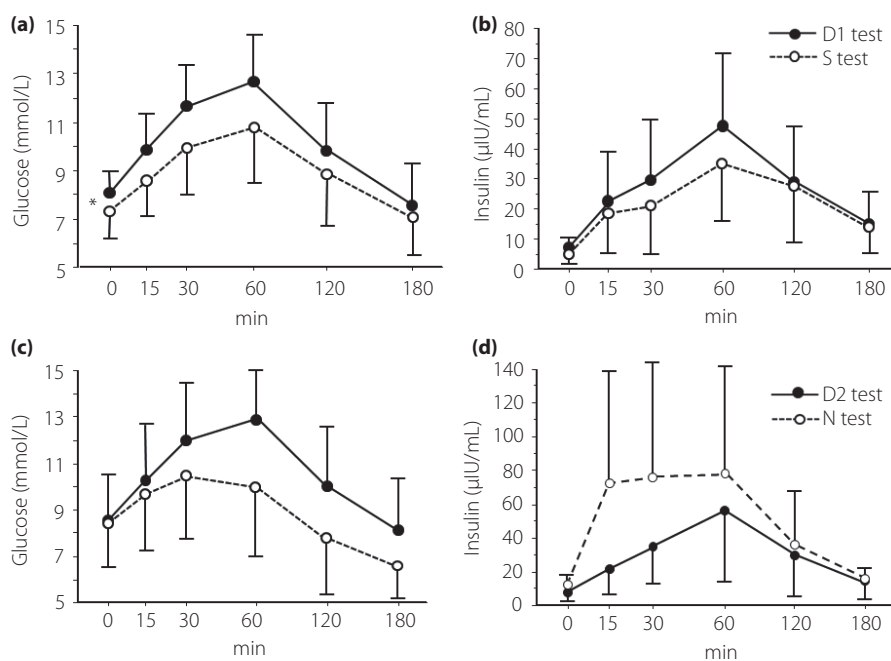 (a)
15
13
11
9
7
5
Glucose (mmol/L)
*
0 15 30 60 120 180
min
(b)
80
70
60
50
40
30
20
10
0
Insulin (µIU/mL)
D1 test
S test
0 15 30 60 120 180
min
(c)
15
13
11
9
7
5
Glucose (mmol/L)
0 15 30 60 120 180
min
(d)
140
120
100
80
60
40
20
0
Insulin (µIU/mL)
D2 test
N test
0 15 30 60 120 180
min